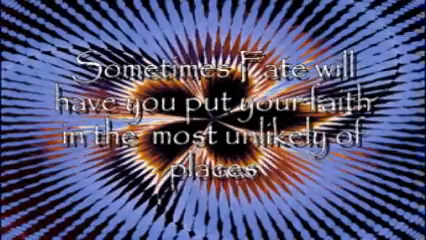 Sometimes Fate will
have you put your faith
in the most unlikely of
places